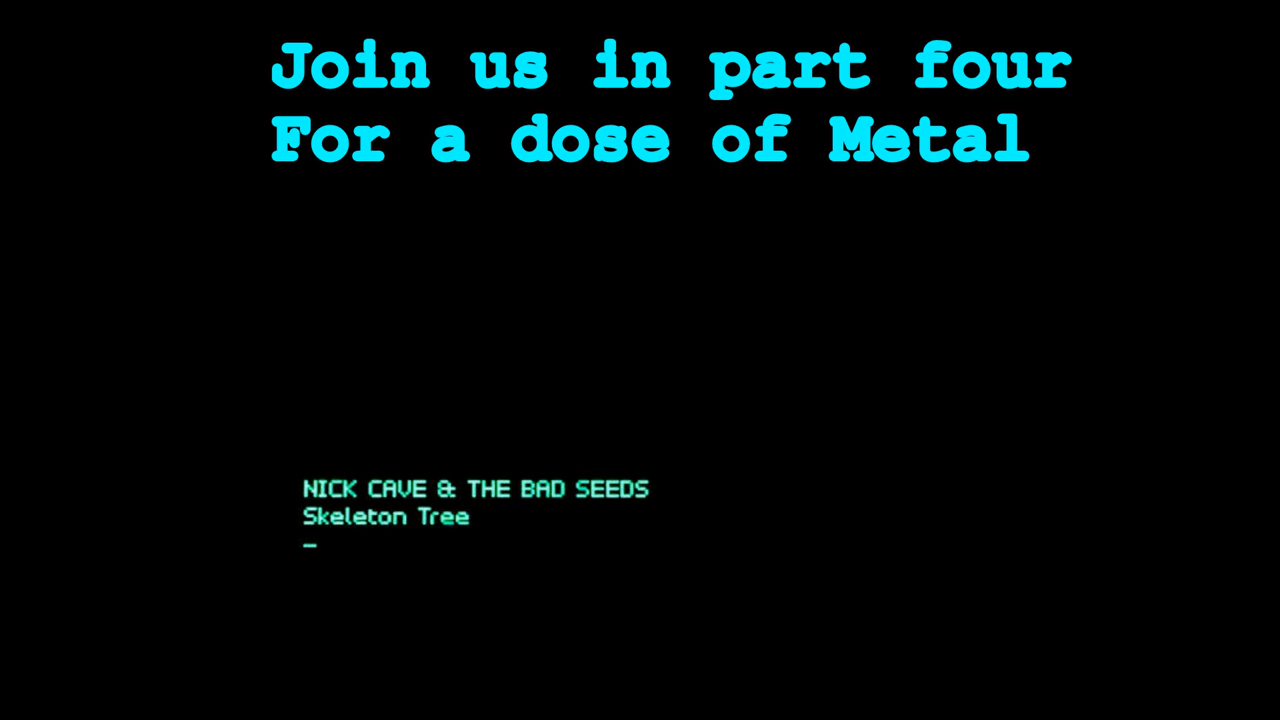 Join us in part four
For a dose of Metal
NICK CAVE & THE BAD SEEDS
Skeleton Tree
_